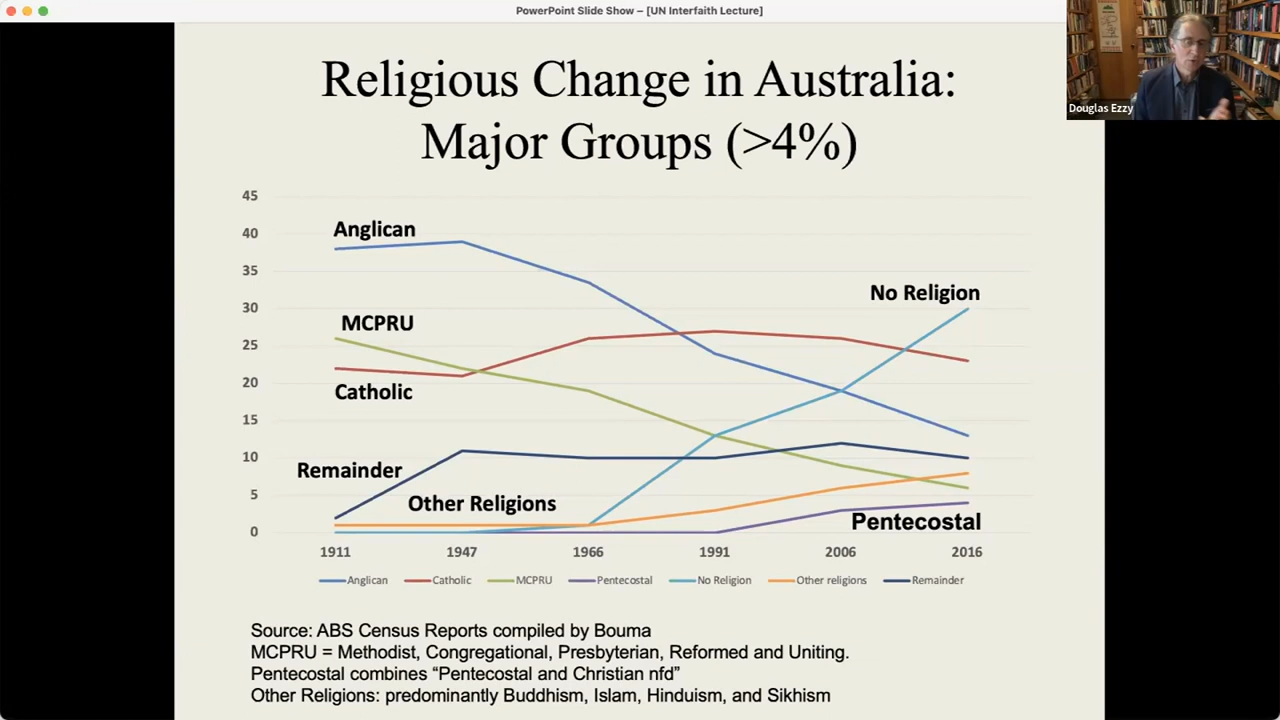 PowerPoint Slide Show – [UN Interfaith Lecture]
Douglas Ezzy
Religious Change in Australia:
Major Groups (>4%)
45
40
35
30
25
20
15
10
5
0
Anglican
MCPRU
Catholic
Remainder
Other Religions
No Religion
Pentecostal
1911 1947 1966 1991 2006 2016
Anglican Catholic MCPRU Pentecostal No Religion Other religions Remainder
Source: ABS Census Reports compiled by Bouma
MCPRU = Methodist, Congregational, Presbyterian, Reformed and Uniting.
Pentecostal combines “Pentecostal and Christian nfd”
Other Religions: predominantly Buddhism, Islam, Hinduism, and Sikhism